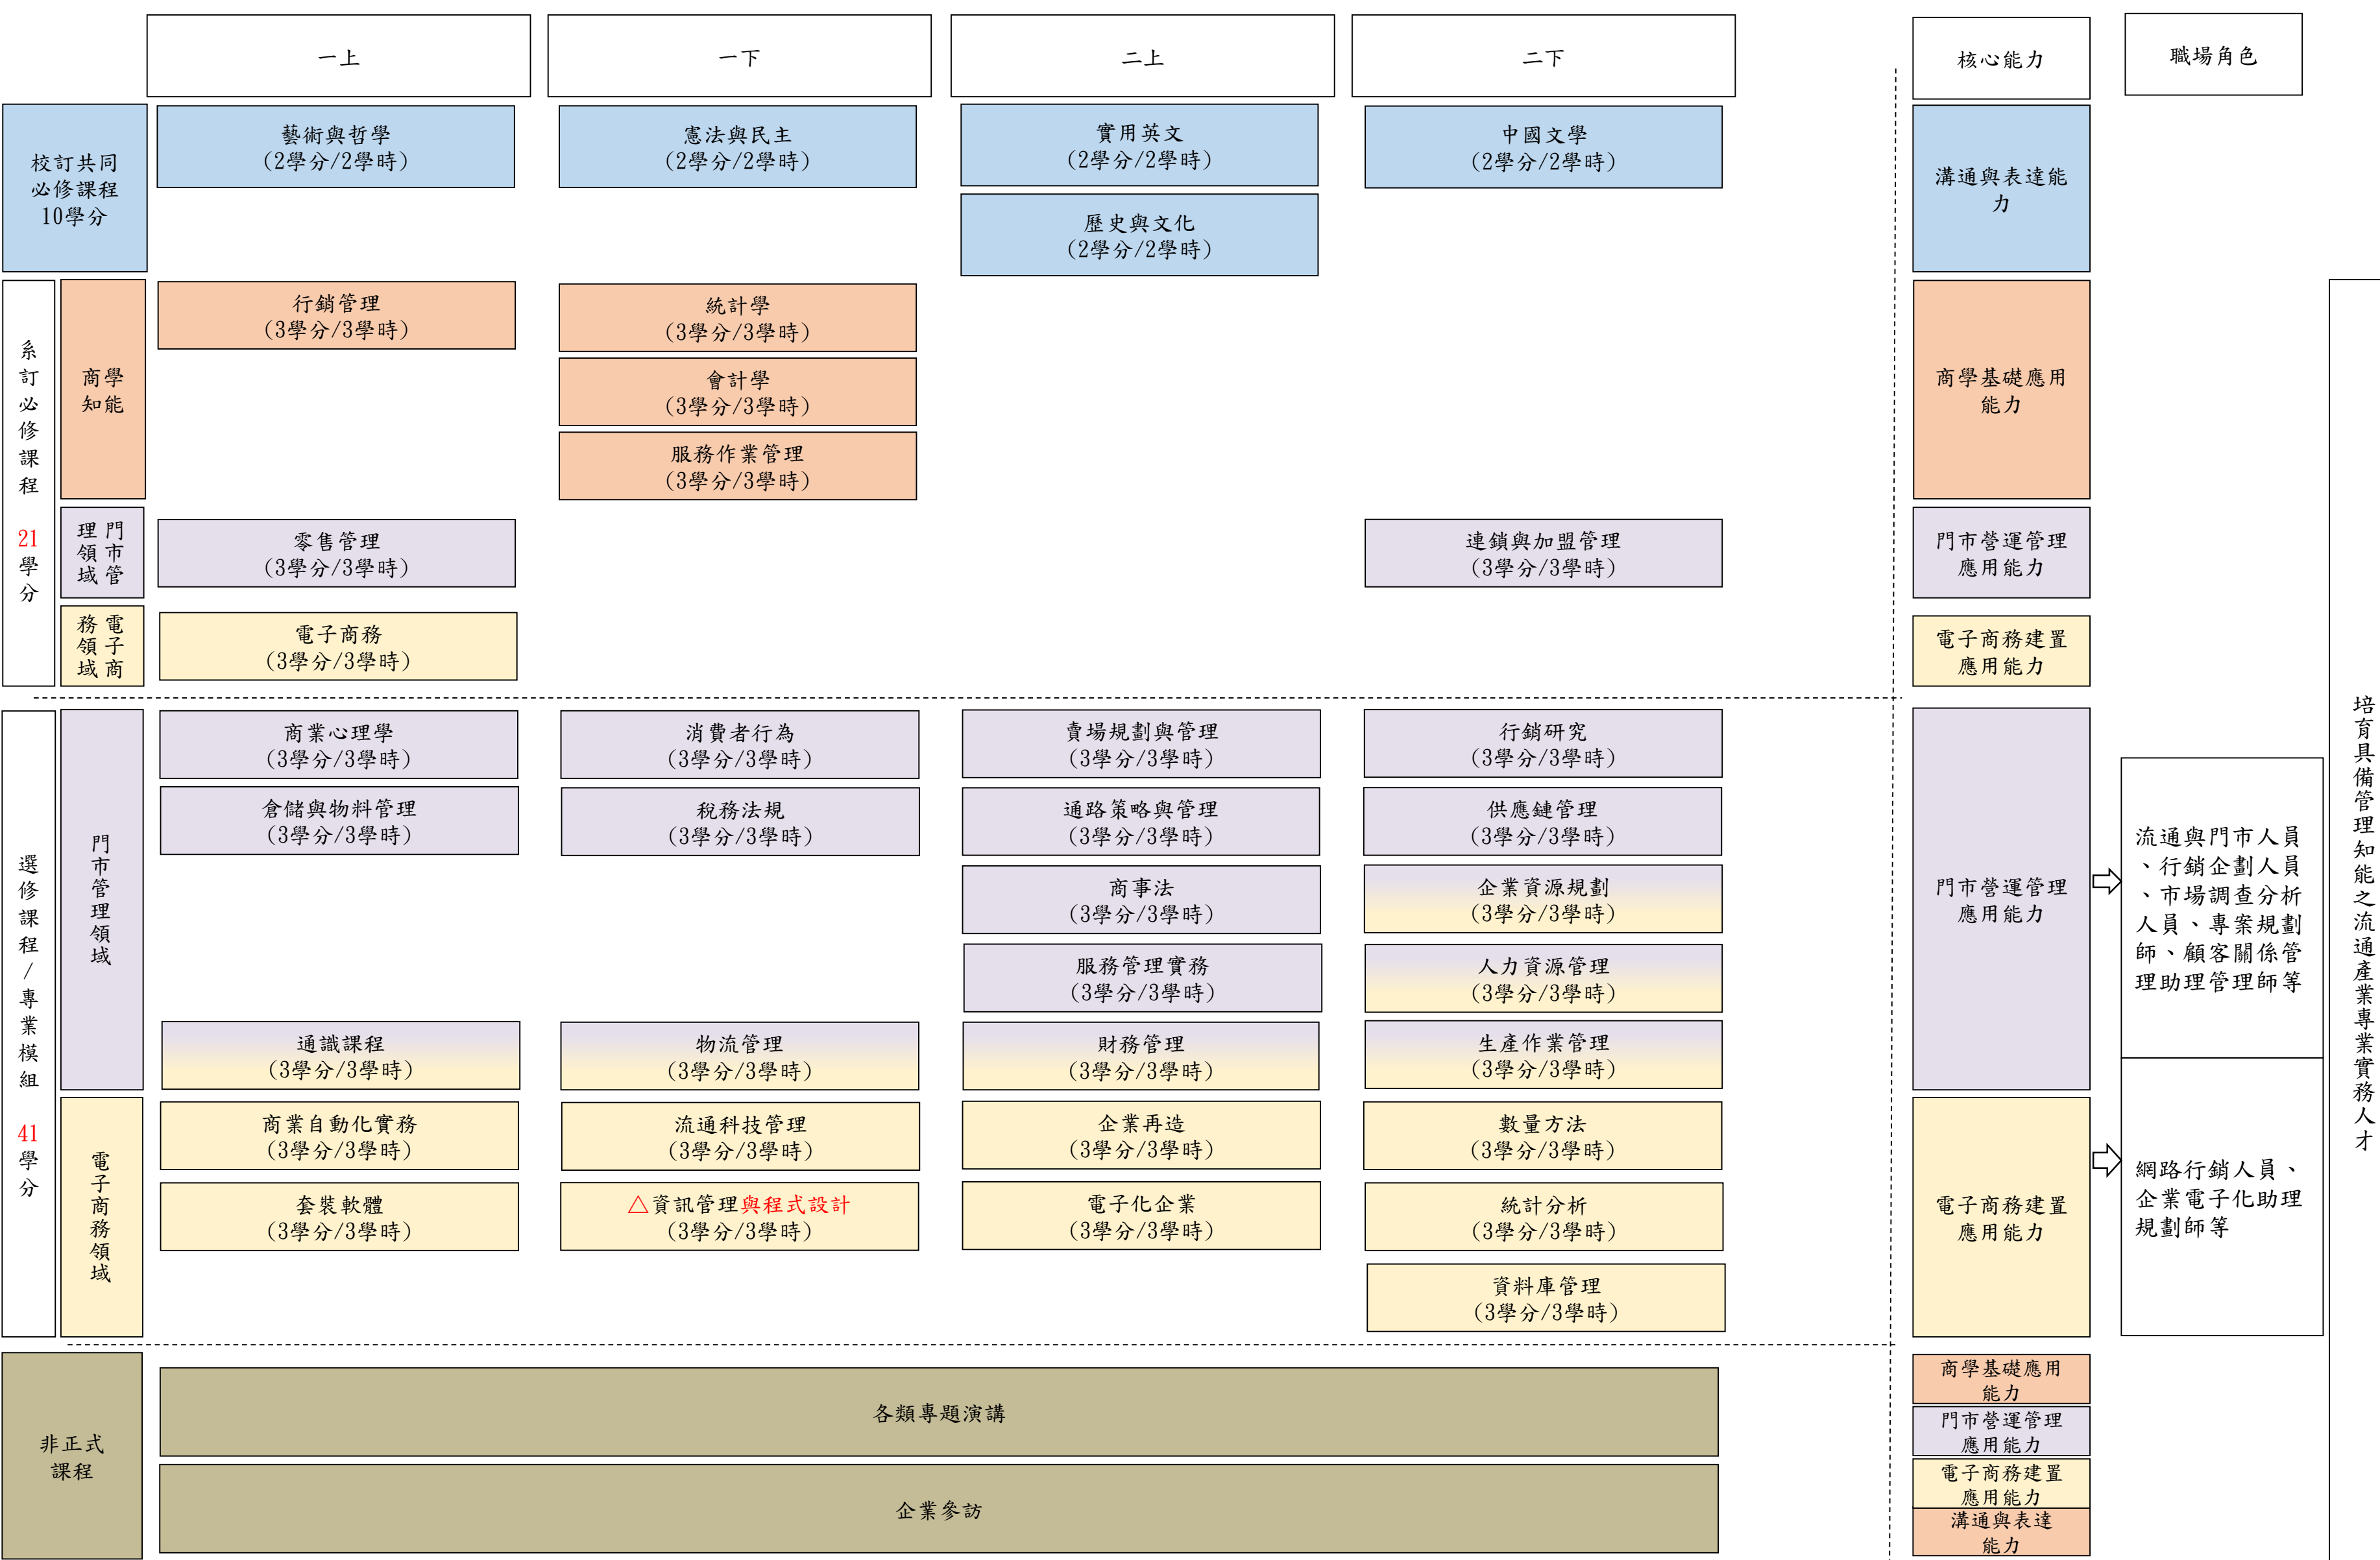 一上
一下
二上
二下
核心能力
職場角色
校訂共同
必修課程
10學分
藝術與哲學
(2學分/2學時)
憲法與民主
(2學分/2學時)
實用英文
(2學分/2學時)
中國文學
(2學分/2學時)
歷史與文化
(2學分/2學時)
溝通與表達能
力
系訂必修課程 21學分
商學
知能
行銷管理
(3學分/3學時)
統計學
(3學分/3學時)
會計學
(3學分/3學時)
服務作業管理
(3學分/3學時)
商學基礎應用
能力
門市管
理領域
零售管理
(3學分/3學時)
連鎖與加盟管理
(3學分/3學時)
門市營運管理
應用能力
電子商
務領域
電子商務
(3學分/3學時)
電子商務建置
應用能力
選修課程/專業模組 41學分
門市管理領域
商業心理學
(3學分/3學時)
消費者行為
(3學分/3學時)
賣場規劃與管理
(3學分/3學時)
行銷研究
(3學分/3學時)
倉儲與物料管理
(3學分/3學時)
稅務法規
(3學分/3學時)
通路策略與管理
(3學分/3學時)
供應鏈管理
(3學分/3學時)
商事法
(3學分/3學時)
企業資源規劃
(3學分/3學時)
服務管理實務
(3學分/3學時)
人力資源管理
(3學分/3學時)
通識課程
(3學分/3學時)
物流管理
(3學分/3學時)
財務管理
(3學分/3學時)
生產作業管理
(3學分/3學時)
門市營運管理
應用能力
流通與門市人員
、行銷企劃人員
、市場調查分析
人員、專案規劃
師、顧客關係管
理助理管理師等
電子商務領域
商業自動化實務
(3學分/3學時)
流通科技管理
(3學分/3學時)
企業再造
(3學分/3學時)
數量方法
(3學分/3學時)
套裝軟體
(3學分/3學時)
△資訊管理與程式設計
(3學分/3學時)
電子化企業
(3學分/3學時)
統計分析
(3學分/3學時)
資料庫管理
(3學分/3學時)
電子商務建置
應用能力
網路行銷人員、
企業電子化助理
規劃師等
培育具備管理知能之流通產業專業實務人才
非正式
課程
各類專題演講
企業參訪
商學基礎應用
能力
門市營運管理
應用能力
電子商務建置
應用能力
溝通與表達
能力